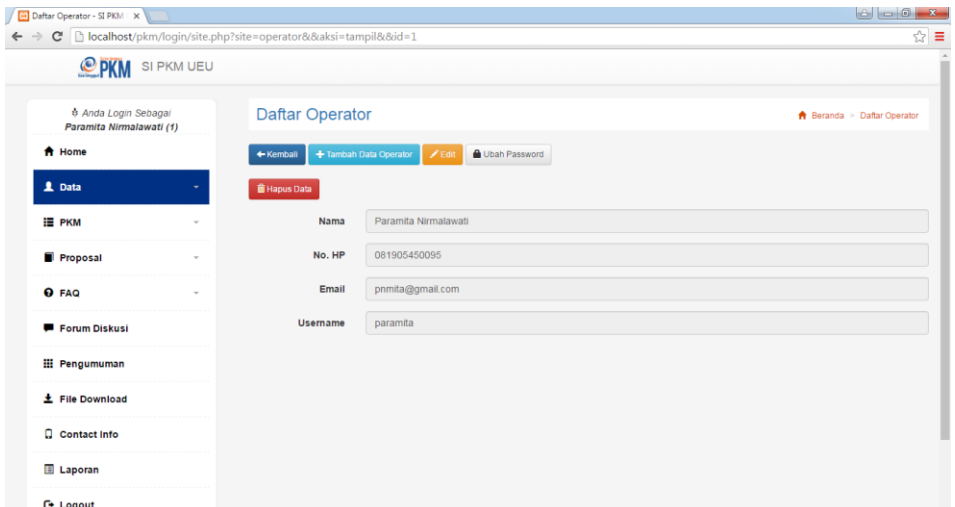 Daftar Operator - SI PKM
localhost/pkm/login/site.php?site=operator&&aksi=tampil&&id=1
PKM SI PKM UEU
Anda Login Sebagai
Paramita Nirmalawati (1)
Home
Data
PKM
Proposal
FAQ
Forum Diskusi
Pengumuman
File Download
Contact Info
Laporan
Logout
Daftar Operator
Beranda > Daftar Operator
Kembali
Tambah Data Operator
Edit
Ubah Password
Hapus Data
Nama Paramita Nirmalawati
No. HP 081905450095
Email pnmita@gmail.com
Username paramita